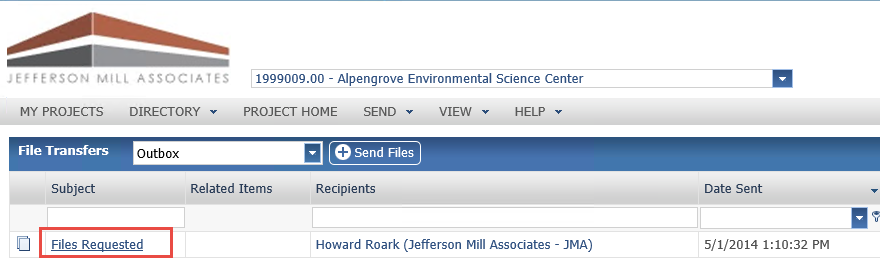 JEFFERSON MILL ASSOCIATES
1999009.00 - Alpengrove Environmental Science Center
MY PROJECTS DIRECTORY PROJECT HOME SEND VIEW HELP
File Transfers Outbox Send Files
Subject Related Items Recipients Date Sent
Files Requested Howard Roark (Jefferson Mill Associates - JMA) 5/1/2014 1:10:32 PM